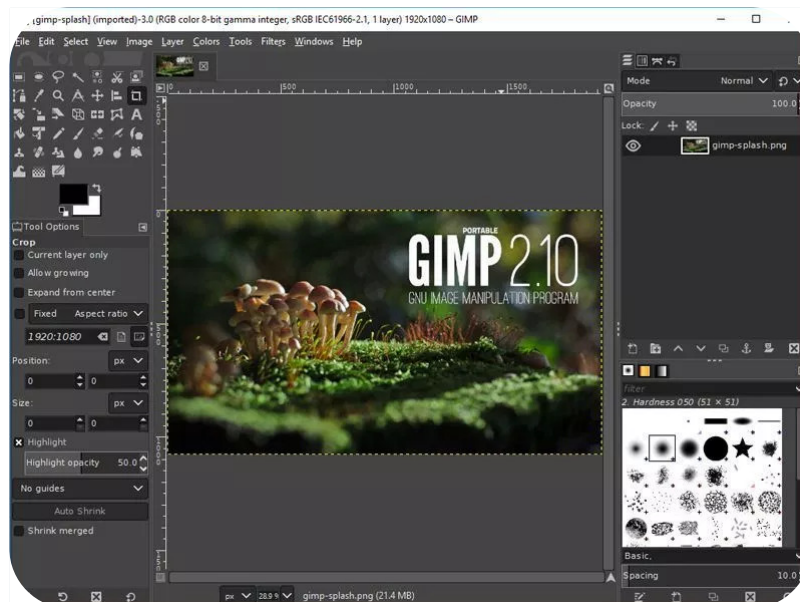 [gimp-splash] (imported)-3.0 (RGB color 8-bit gamma integer, sRGB IEC61966-2.1, 1 layer) 1920x1080 – GIMP
File Edit Select View Image Layer Colors Tools Filters Windows Help
0 500 1000 1500
Mode Normal
Opacity 100.0
Lock:
gimp-splash.png
Tool Options
Crop
Current layer only
Allow growing
Expand from center
Fixed Aspect ratio
1920:1080
Position: px
0 0
Size: px
0 0
Highlight
Highlight opacity 50.0
No guides
Auto Shrink
Shrink merged
PORTABLE
GIMP 2.10
GNU IMAGE MANIPULATION PROGRAM
filter
2. Hardness 050 (51 × 51)
Basic,
Spacing 10.0
px 28.9 % gimp-splash.png (21.4 MB)